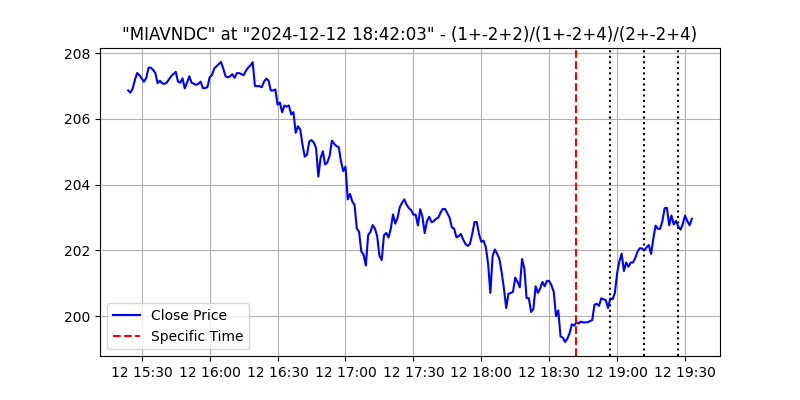 "MIAVNDC" at "2024-12-12 18:42:03" - (1+-2+2)/(1+-2+4)/(2+-2+4)
208
206
204
202
200
Close Price
Specific Time
12 15:30 12 16:00 12 16:30 12 17:00 12 17:30 12 18:00 12 18:30 12 19:00 12 19:30